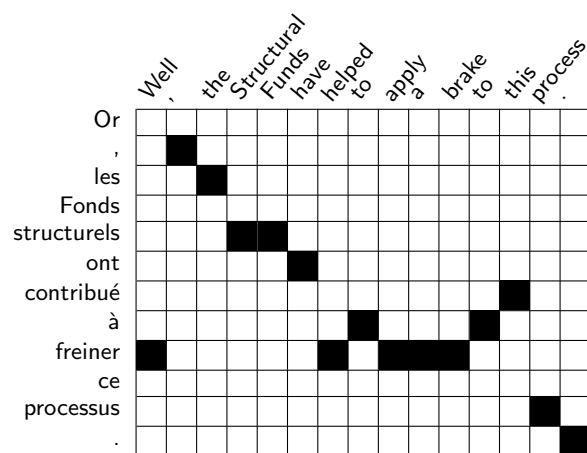 Well , the Structural Funds have helped to apply a brake to this process .
Or
,
les
Fonds
structurels
ont
contribué
à
freiner
ce
processus
.